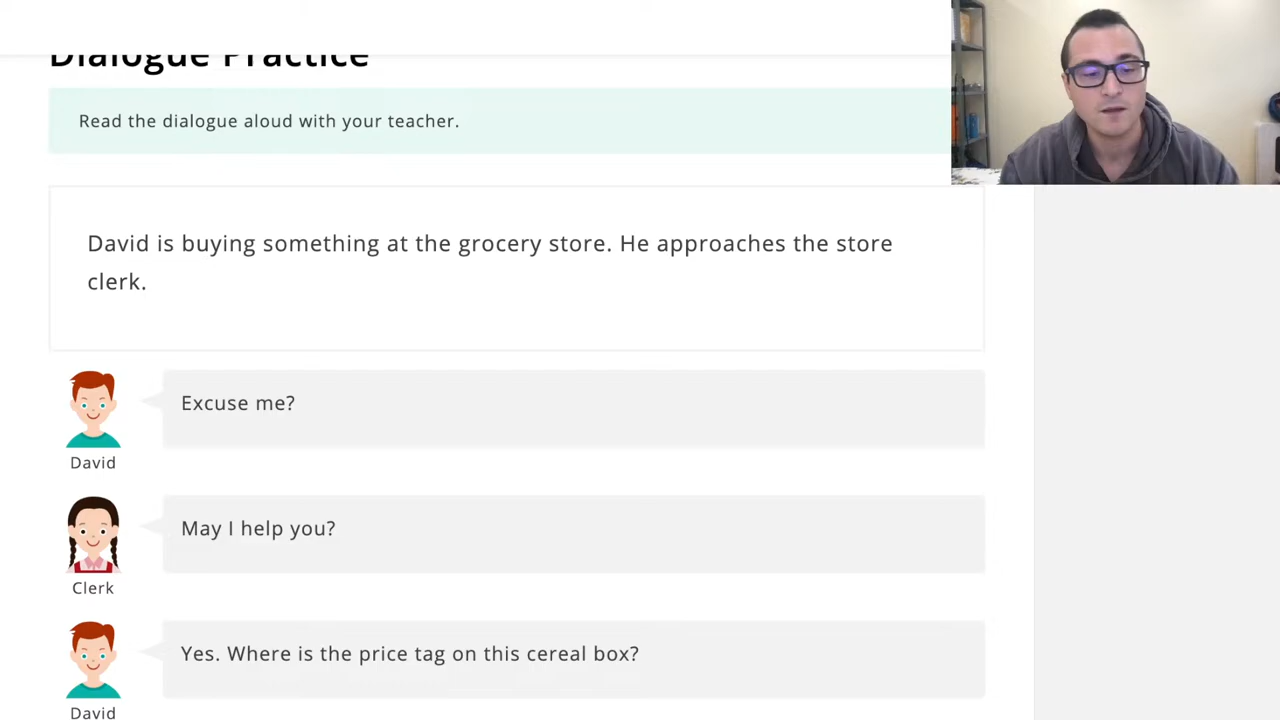 Dialogue Practice
Read the dialogue aloud with your teacher.
David is buying something at the grocery store. He approaches the store
clerk.
Excuse me?
David
May I help you?
Clerk
Yes. Where is the price tag on this cereal box?
David